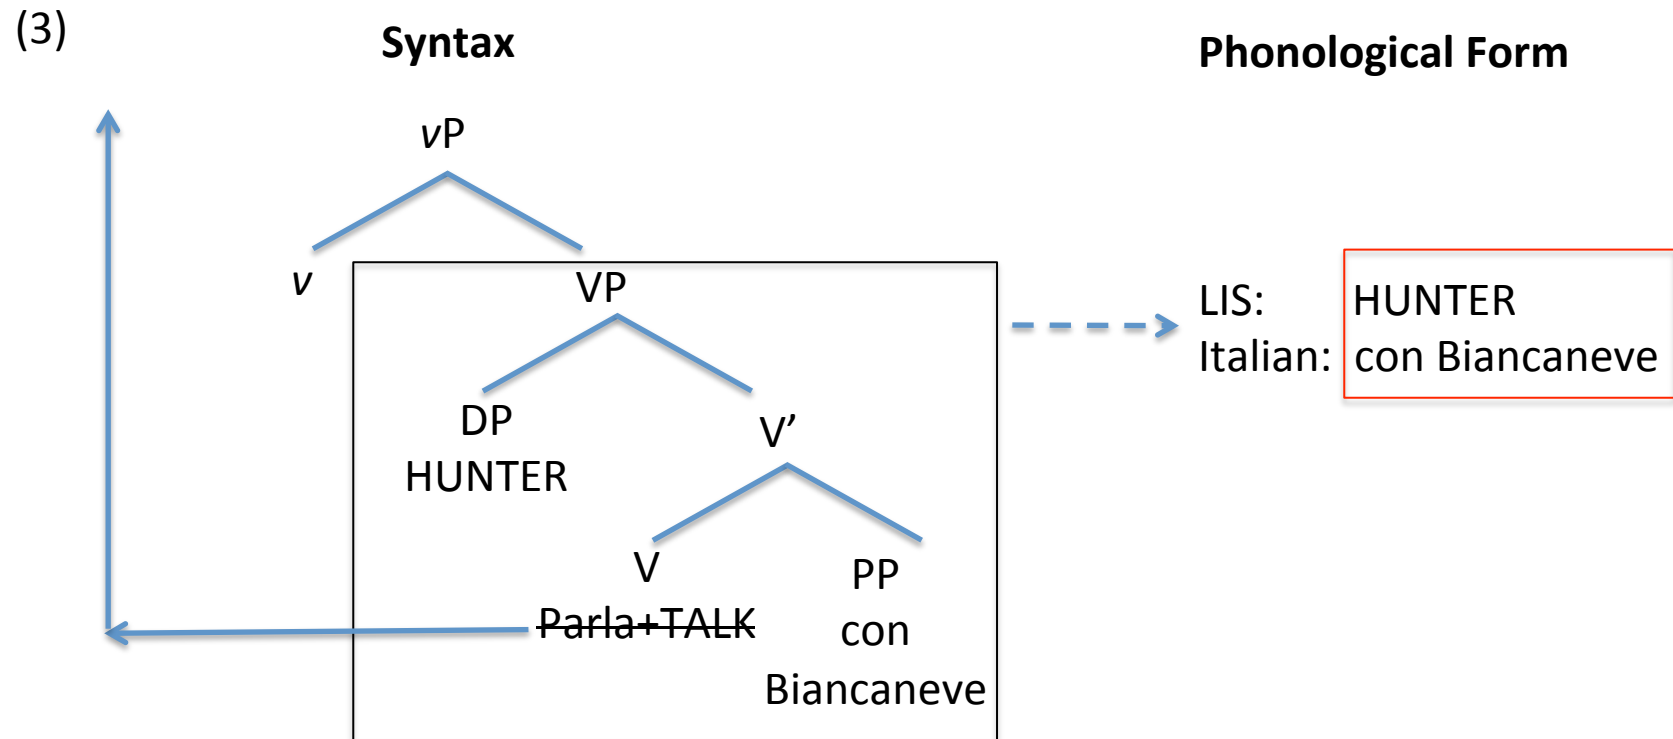 (3)
Syntax
Phonological Form
vP
v
VP
LIS: HUNTER
Italian: con Biancaneve
DP
HUNTER
V’
V
Parla+TALK
PP
con
Biancaneve